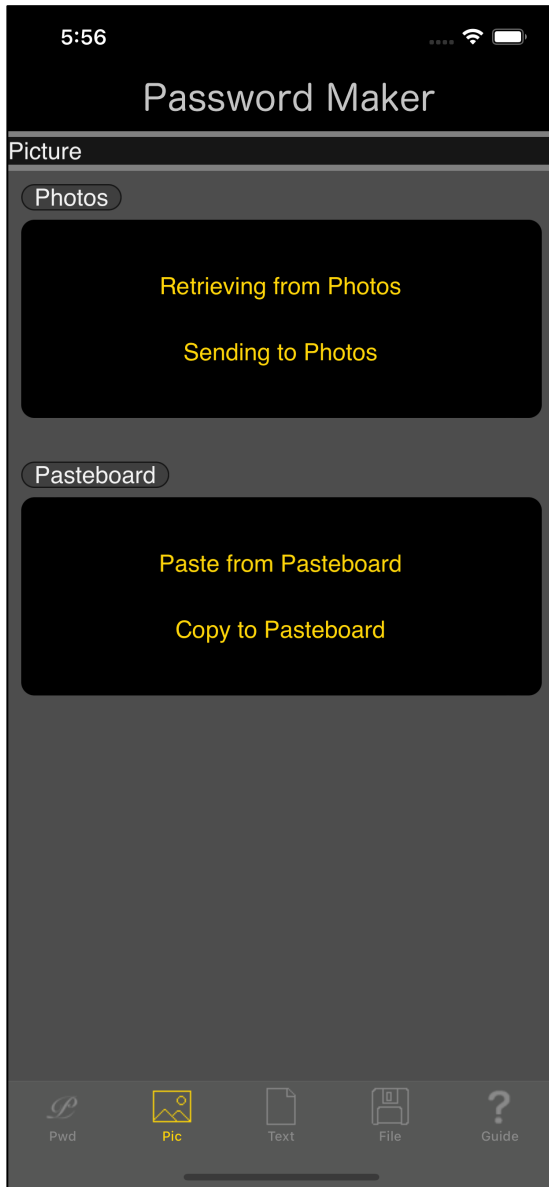 5:56
Password Maker
Picture
Photos
Retrieving from Photos
Sending to Photos
Pasteboard
Paste from Pasteboard
Copy to Pasteboard
Pwd Pic Text File Guide